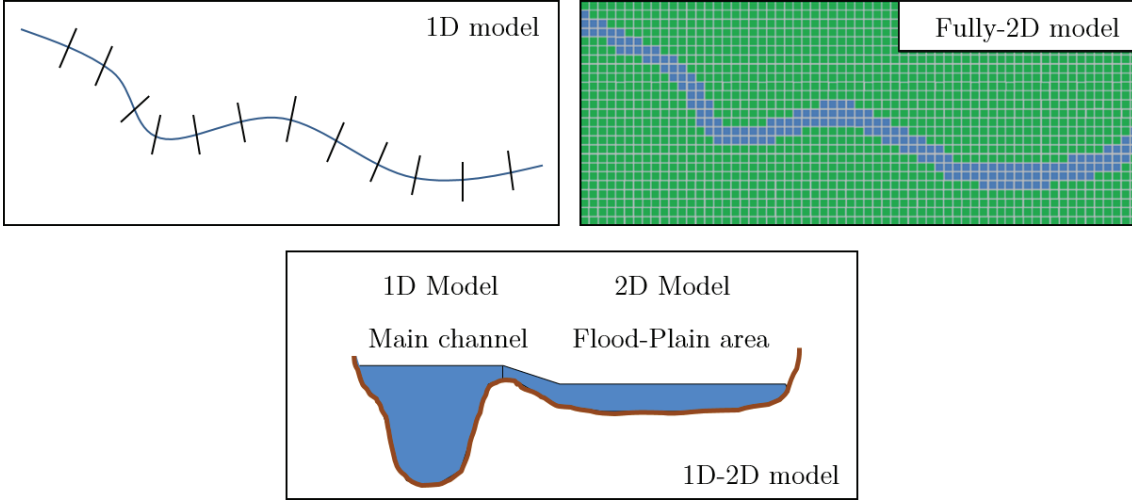 1D model
Fully-2D model
1D Model
2D Model
Main channel
Flood-Plain area
1D-2D model